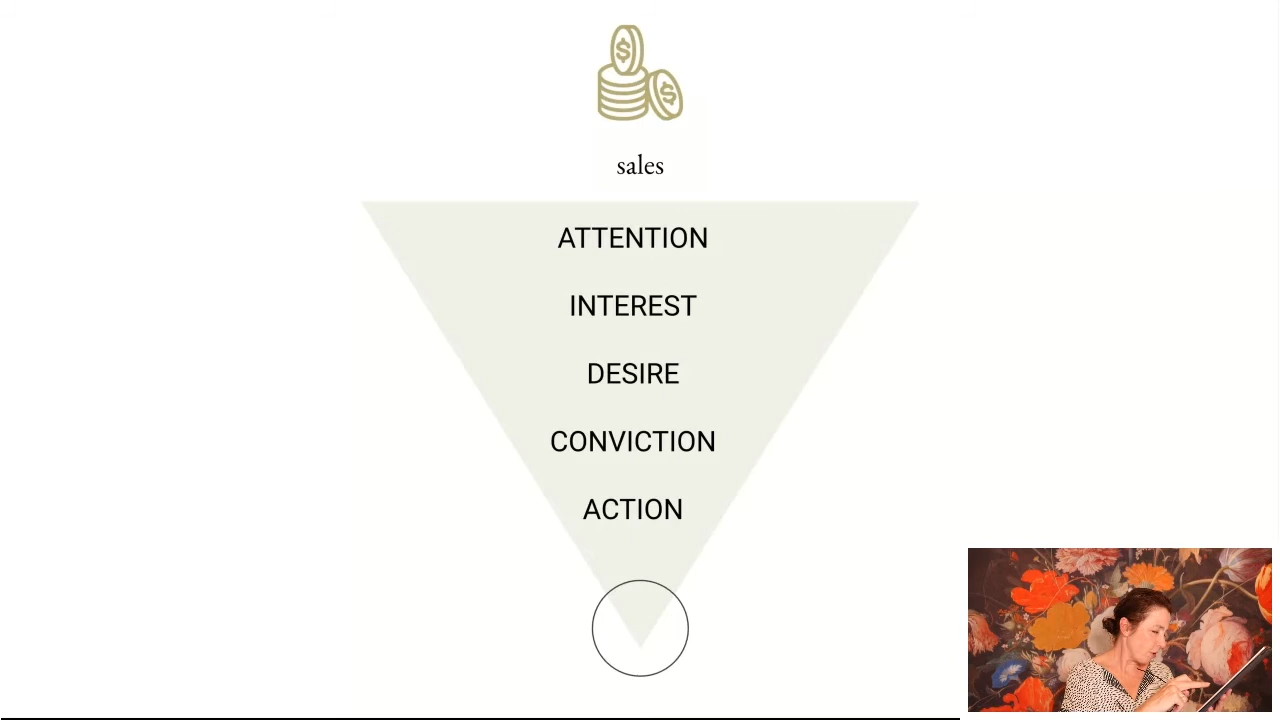 $
$
sales
ATTENTION
INTEREST
DESIRE
CONVICTION
ACTION